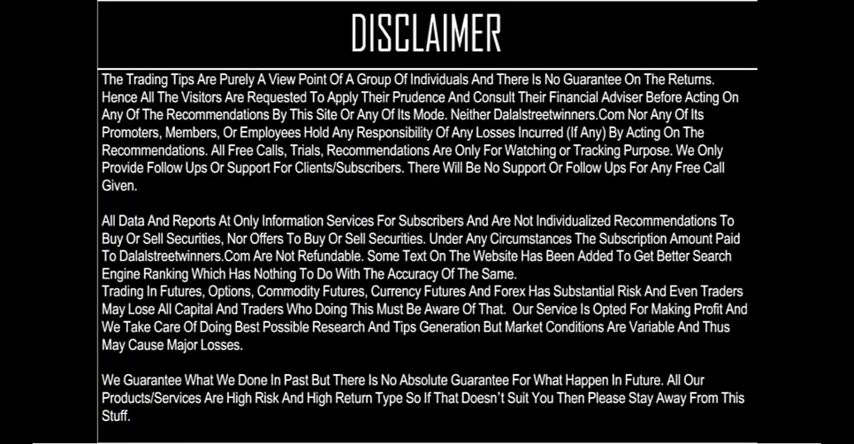 DISCLAIMER
The Trading Tips Are Purely A View Point Of A Group Of Individuals And There Is No Guarantee On The Returns.
Hence All The Visitors Are Requested To Apply Their Prudence And Consult Their Financial Adviser Before Acting On
Any Of The Recommendations By This Site Or Any Of Its Mode. Neither Dalalstreetwinners.Com Nor Any Of Its
Promoters, Members, Or Employees Hold Any Responsibility Of Any Losses Incurred (If Any) By Acting On The
Recommendations. All Free Calls, Trials, Recommendations Are Only For Watching or Tracking Purpose. We Only
Provide Follow Ups Or Support For Clients/Subscribers. There Will Be No Support Or Follow Ups For Any Free Call
Given.
All Data And Reports At Only Information Services For Subscribers And Are Not Individualized Recommendations To
Buy Or Sell Securities, Nor Offers To Buy Or Sell Securities. Under Any Circumstances The Subscription Amount Paid
To Dalalstreetwinners.Com Are Not Refundable. Some Text On The Website Has Been Added To Get Better Search
Engine Ranking Which Has Nothing To Do With The Accuracy Of The Same.
Trading In Futures, Options, Commodity Futures, Currency Futures And Forex Has Substantial Risk And Even Traders
May Lose All Capital And Traders Who Doing This Must Be Aware Of That. Our Service Is Opted For Making Profit And
We Take Care Of Doing Best Possible Research And Tips Generation But Market Conditions Are Variable And Thus
May Cause Major Losses.
We Guarantee What We Done In Past But There Is No Absolute Guarantee For What Happen In Future. All Our
Products/Services Are High Risk And High Return Type So If That Doesn't Suit You Then Please Stay Away From This
Stuff.